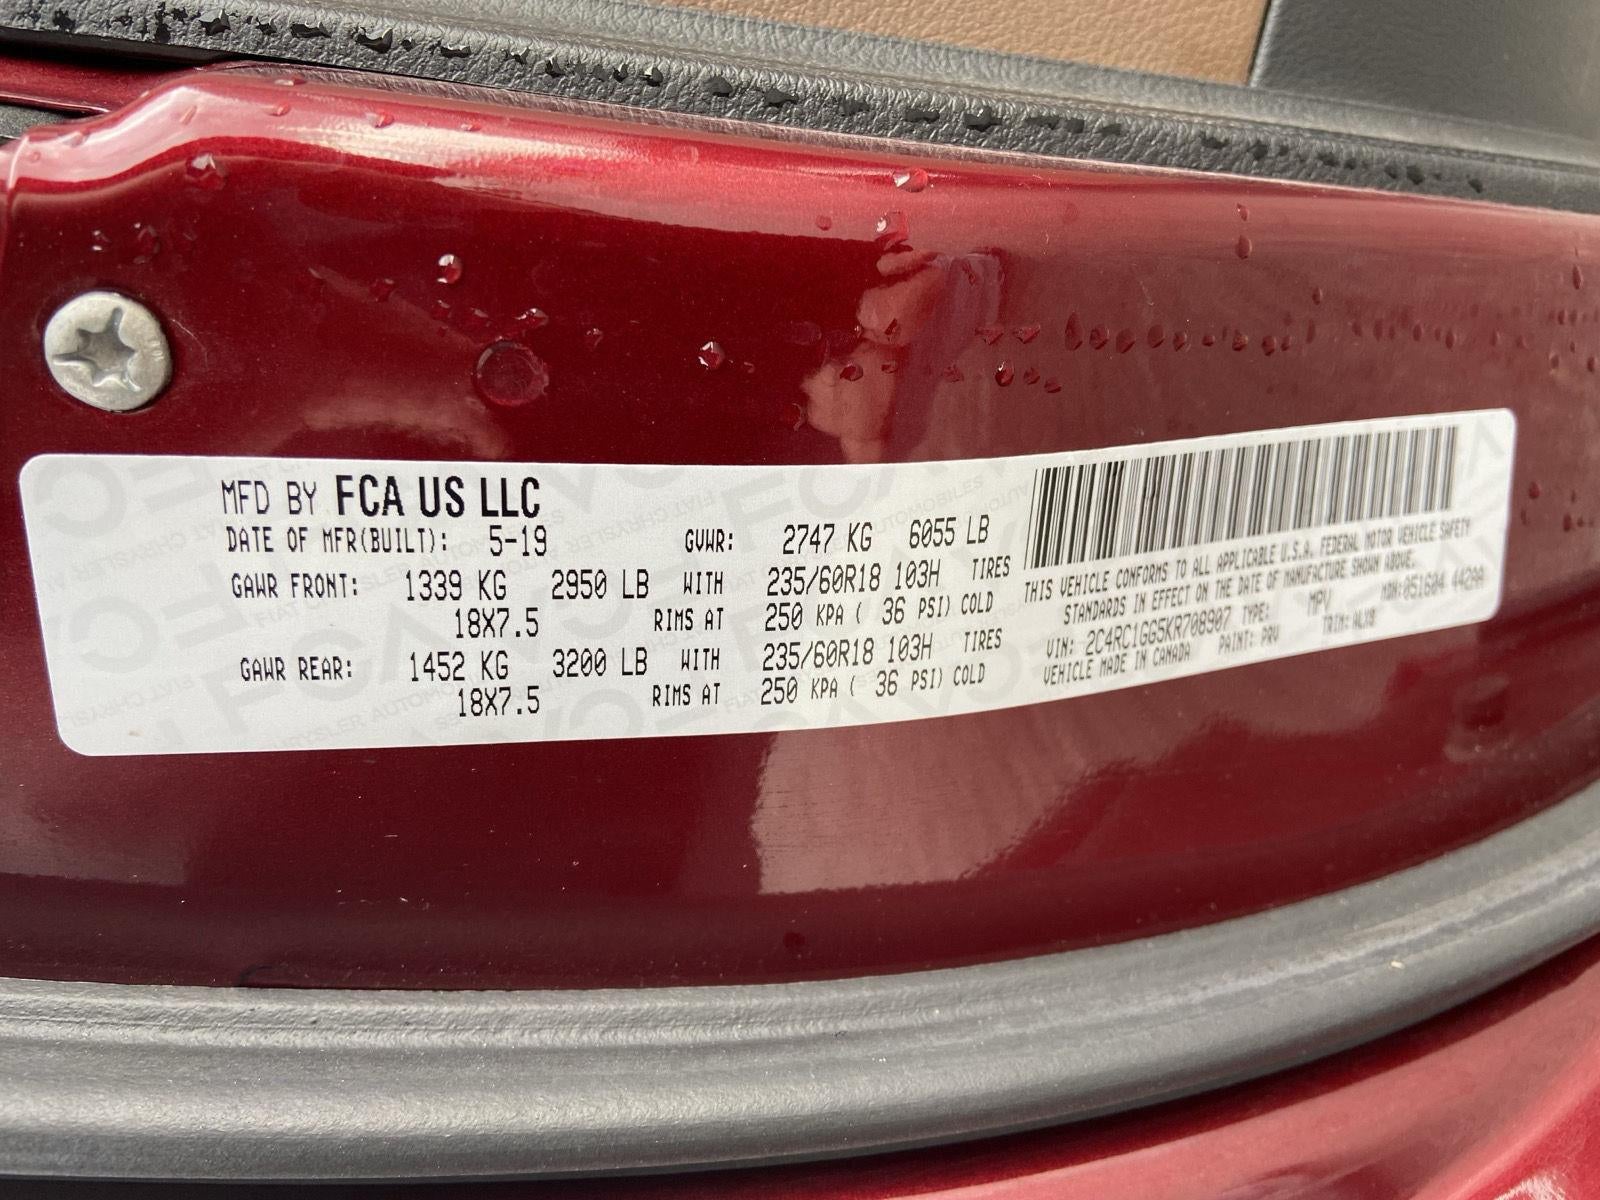 MFD BY FCA US LLC
DATE OF MFR(BUILT): 5-19 GVWR: 2747 KG 6055 LB
GAWR FRONT: 1339 KG 2950 LB WITH 235/60R18 103H TIRES
18X7.5 RIMS AT 250 KPA ( 36 PSI) COLD
GAWR REAR: 1452 KG 3200 LB WITH 235/60R18 103H TIRES
18X7.5 RIMS AT 250 KPA ( 36 PSI) COLD
THIS VEHICLE CONFORMS TO ALL APPLICABLE U.S.A. FEDERAL MOTOR VEHICLE SAFETY
STANDARDS IN EFFECT ON THE DATE OF MANUFACTURE SHOWN ABOVE.
VIN: 2C4RC1GG5KR708907 TYPE: MPV MDH:051604 442AA
VEHICLE MADE IN CANADA PAINT: PRV TRIM: